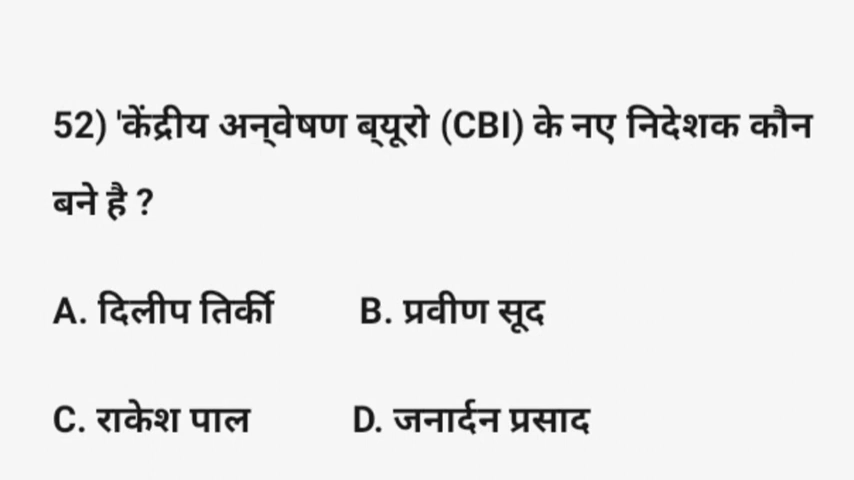 52) 'केंद्रीय अन्वेषण ब्यूरो (CBI) के नए निदेशक कौन
बने है ?
A. दिलीप तिर्की B. प्रवीण सूद
C. राकेश पाल D. जनार्दन प्रसाद